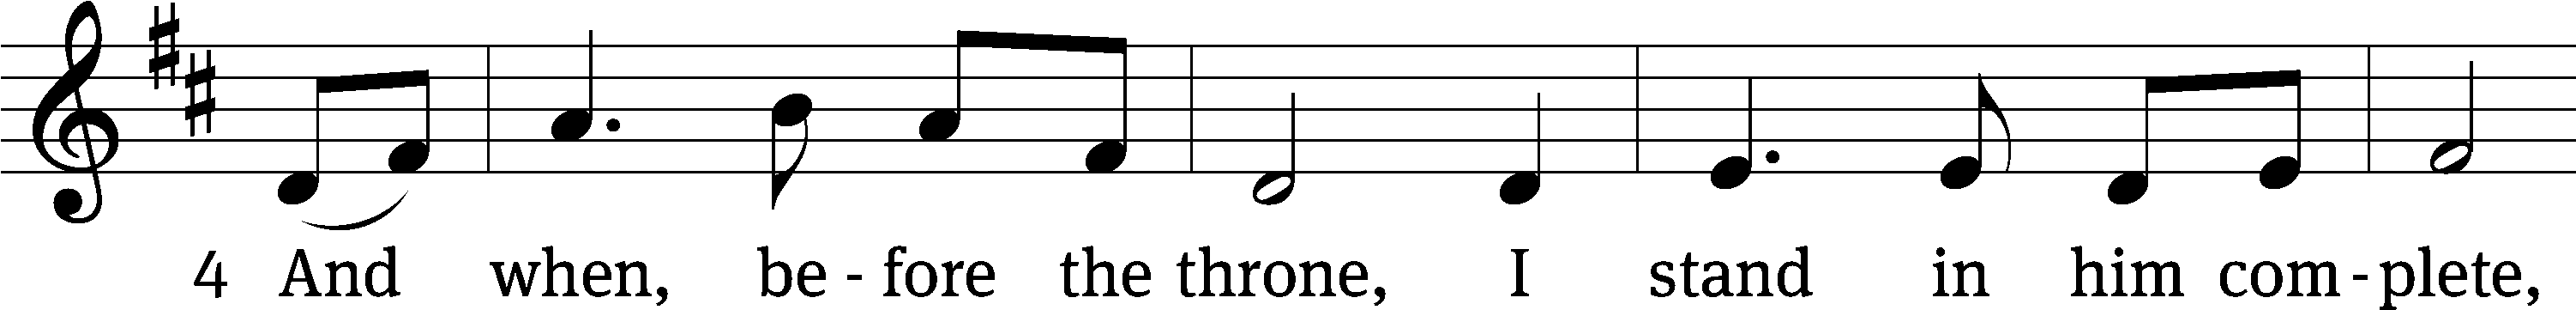 4 And when, be - fore the throne, I stand in him com - plete,